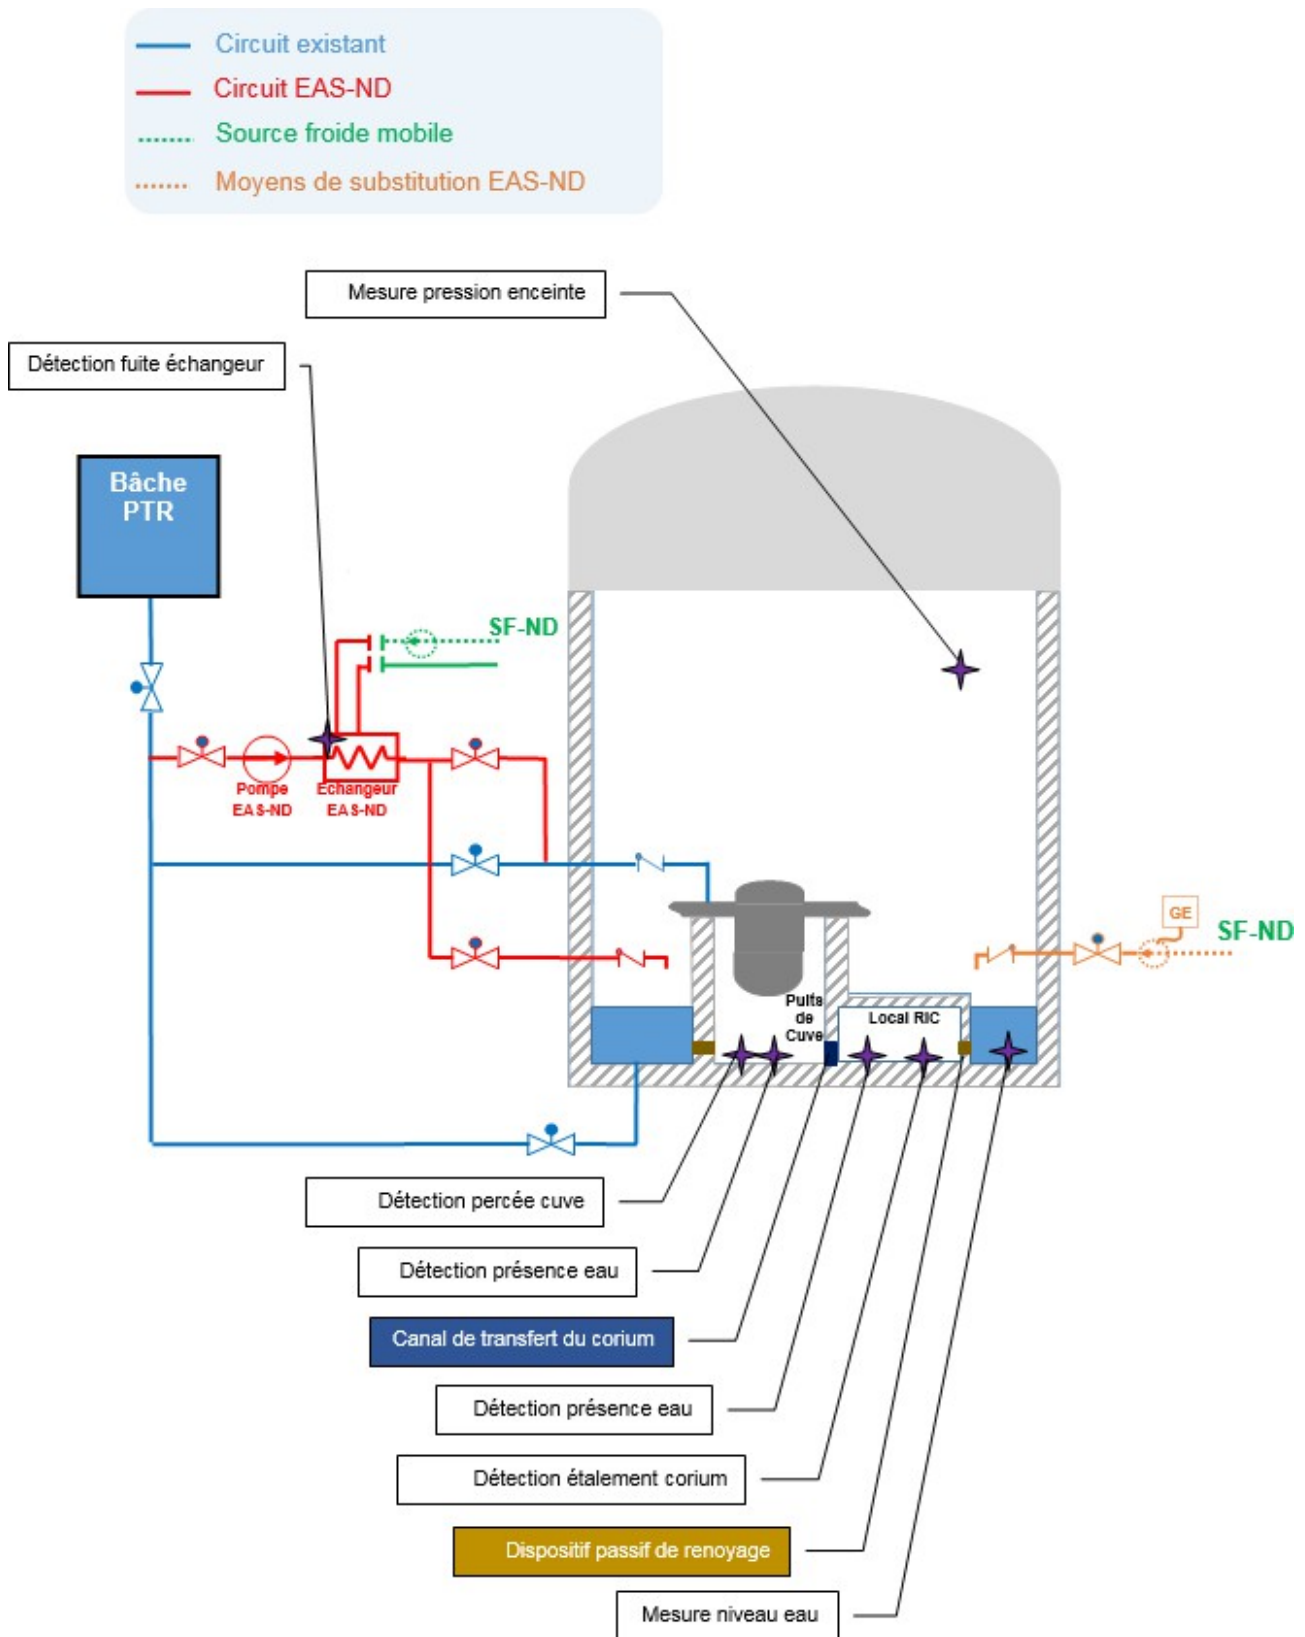 Circuit existant
Circuit EAS-ND
Source froide mobile
Moyens de substitution EAS-ND
Mesure pression enceinte
Détection fuite échangeur
Bâche
PTR
SF-ND
Pompe
EAS-ND
Echangeur
EAS-ND
GE
SF-ND
Puits
de
Cuve
Local RIC
Détection percée cuve
Détection présence eau
Canal de transfert du corium
Détection présence eau
Détection étalement corium
Dispositif passif de renoyage
Mesure niveau eau